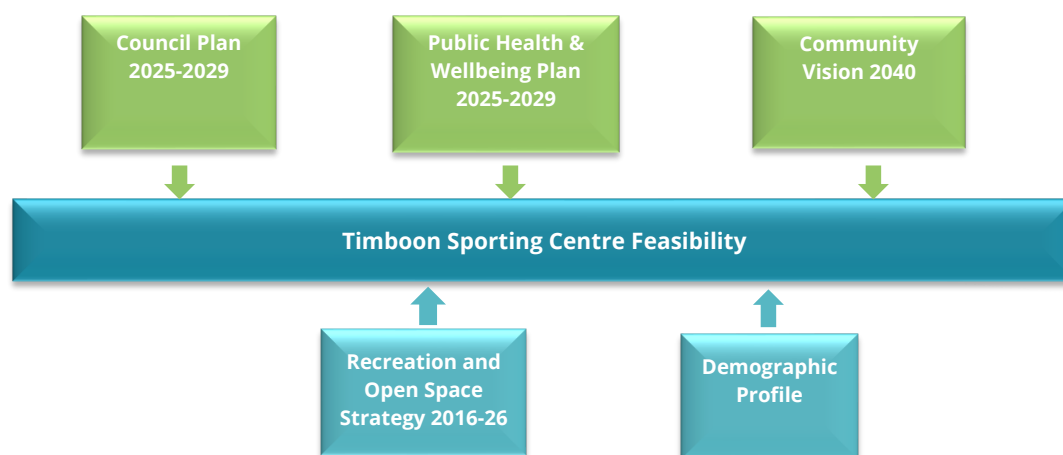 Council Plan
2025-2029
Public Health &
Wellbeing Plan
2025-2029
Community
Vision 2040
Timboon Sporting Centre Feasibility
Recreation and
Open Space
Strategy 2016-26
Demographic
Profile